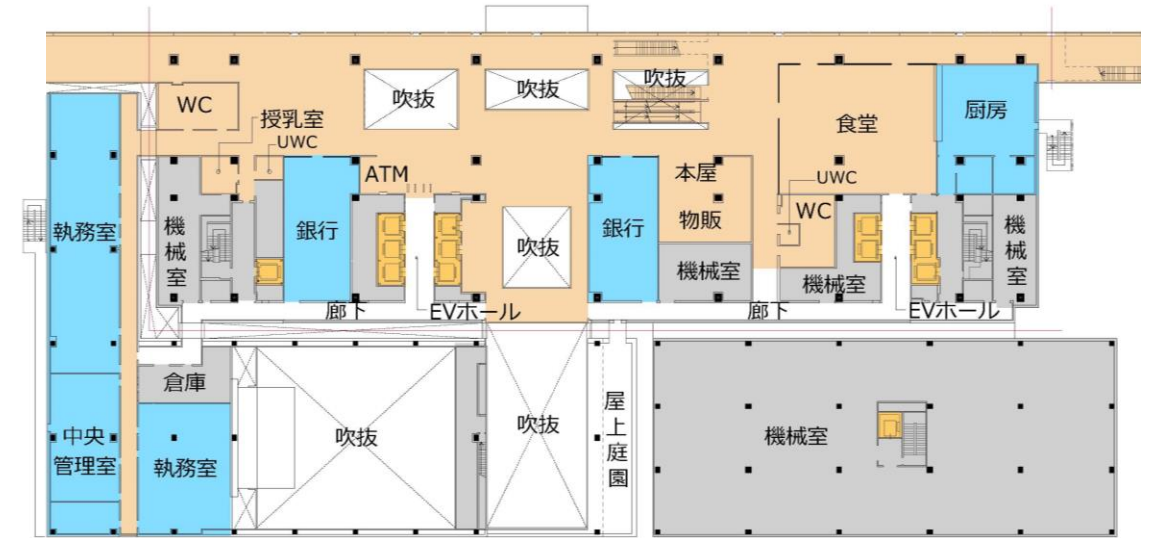 WC
授乳室
UWC
吹抜
吹抜
吹抜
食堂
厨房
執務室
機械室
銀行
ATM
吹抜
銀行
本屋
物販
UWC
WC
機械室
機械室
機械室
廊下
EVホール
廊下
EVホール
倉庫
中央
管理室
執務室
吹抜
吹抜
屋上庭園
機械室